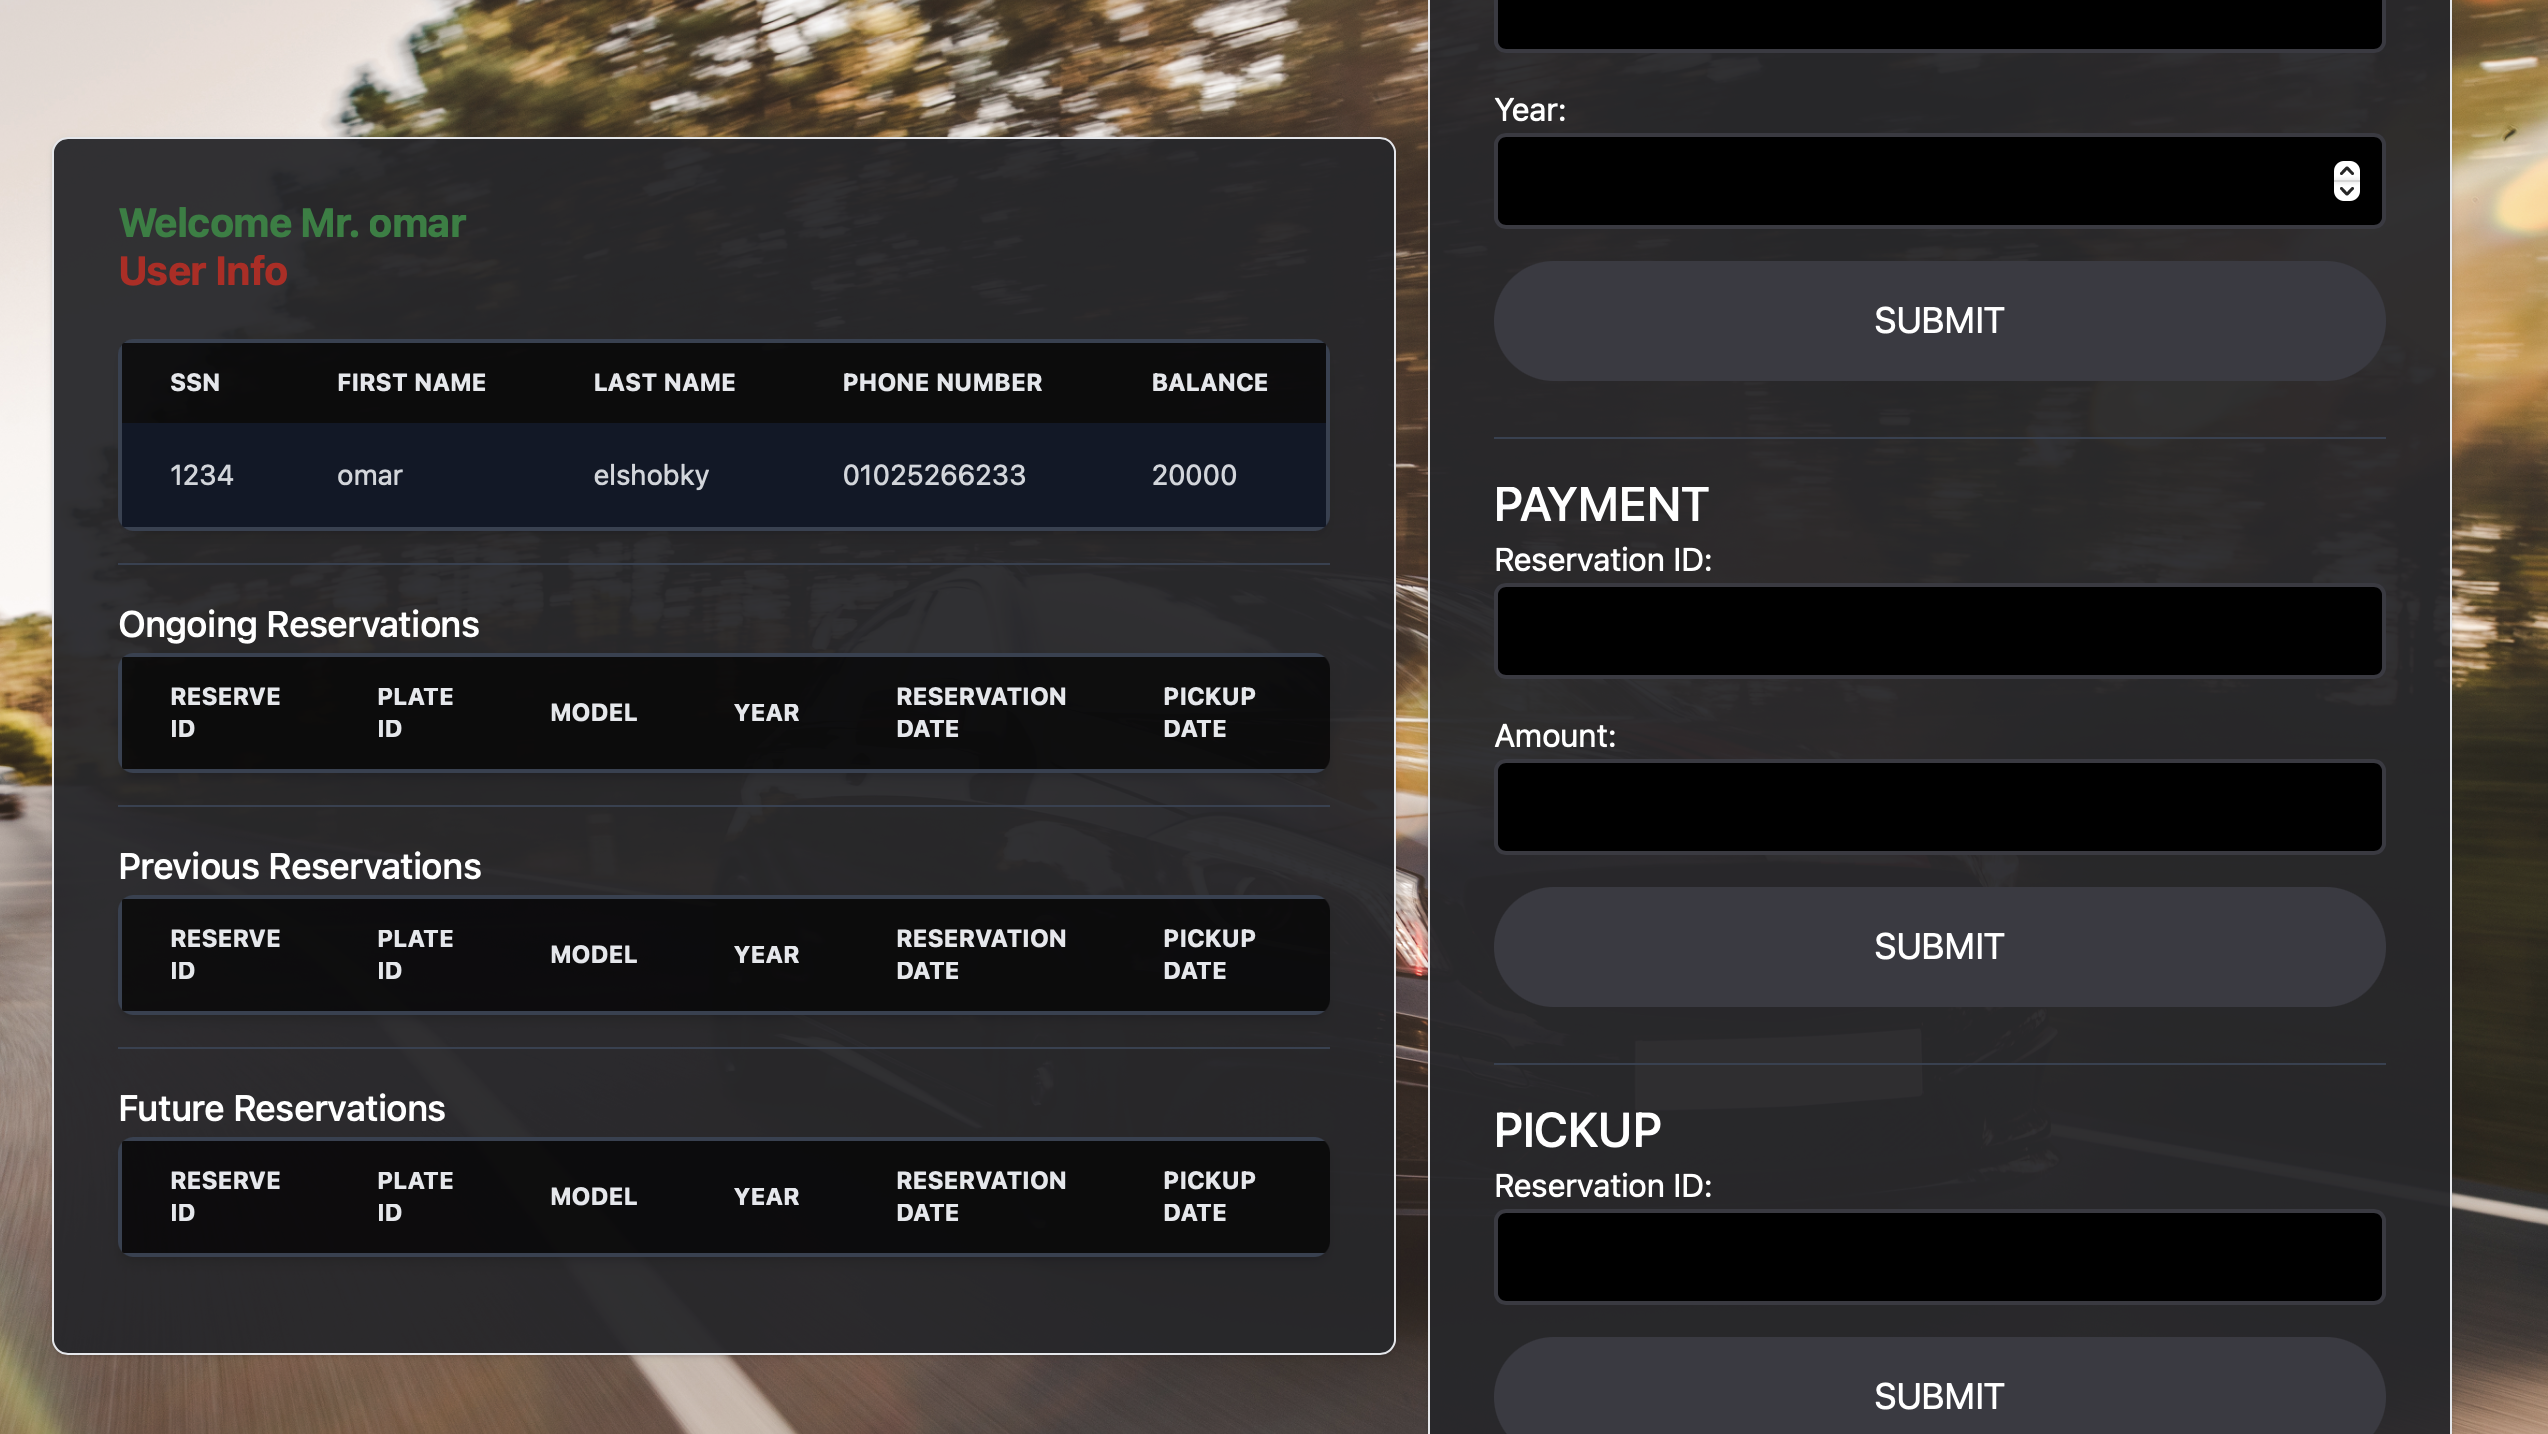 Welcome Mr. omar
User Info
SSN FIRST NAME LAST NAME PHONE NUMBER BALANCE
1234 omar elshobky 01025266233 20000
Ongoing Reservations
RESERVE ID PLATE ID MODEL YEAR RESERVATION DATE PICKUP DATE
Previous Reservations
RESERVE ID PLATE ID MODEL YEAR RESERVATION DATE PICKUP DATE
Future Reservations
RESERVE ID PLATE ID MODEL YEAR RESERVATION DATE PICKUP DATE
Year:
SUBMIT
PAYMENT
Reservation ID:
Amount:
SUBMIT
PICKUP
Reservation ID:
SUBMIT